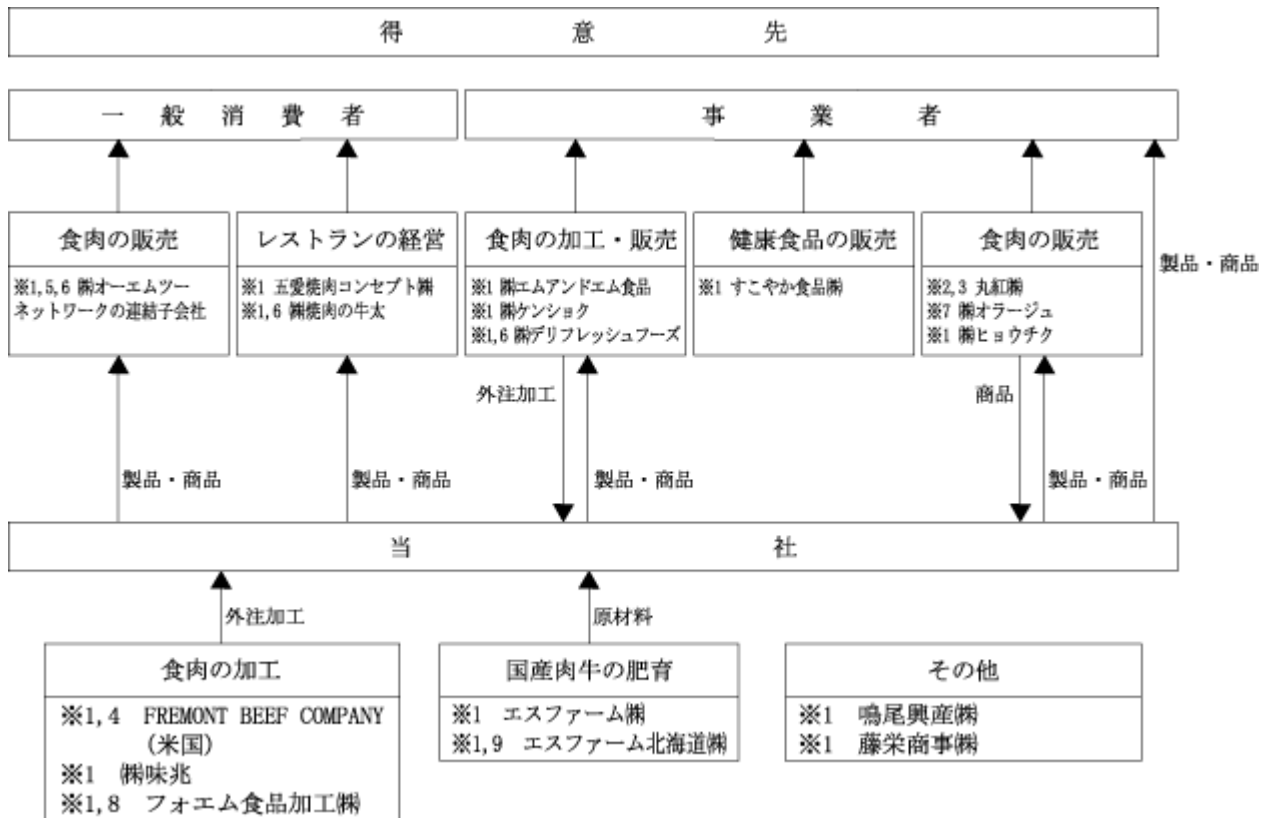 得意先
一般消費者
事業者
食肉の販売
※1,5,6 ㈱オーエムツー
ネットワークの連結子会社
レストランの経営
※1 五愛焼肉コンセプト㈱
※1,6 ㈱焼肉の牛太
食肉の加工・販売
※1 ㈱エムアンドエム食品
※1 ㈱ケンショク
※1,6 ㈱デリフレッシュフーズ
健康食品の販売
※1 すこやか食品㈱
食肉の販売
※2,3 丸紅㈱
※7 ㈱オラージュ
※1 ㈱ヒョウチク
製品・商品
外注加工
商品
製品・商品
製品・商品
製品・商品
製品・商品
当社
外注加工
原材料
食肉の加工
※1,4 FREMONT BEEF COMPANY
(米国)
※1 ㈱味兆
※1,8 フォエム食品加工㈱
国産肉牛の肥育
※1 エスファーム㈱
※1,9 エスファーム北海道㈱
その他
※1 鳴尾興産㈱
※1 藤栄商事㈱